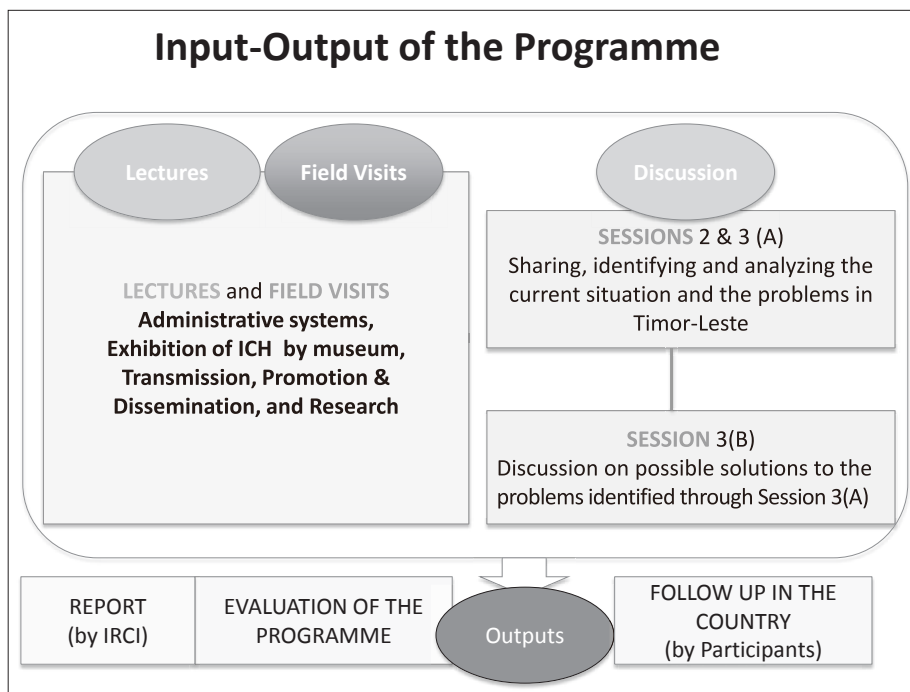 Input-Output of the Programme
Lectures
Field Visits
LECTURES and FIELD VISITS
Administrative systems,
Exhibition of ICH by museum,
Transmission, Promotion &
Dissemination, and Research
Discussion
SESSIONS 2 & 3 (A)
Sharing, identifying and analyzing the
current situation and the problems in
Timor-Leste
SESSION 3(B)
Discussion on possible solutions to the
problems identified through Session 3(A)
REPORT
(by IRCI)
EVALUATION OF THE
PROGRAMME
Outputs
FOLLOW UP IN THE
COUNTRY
(by Participants)